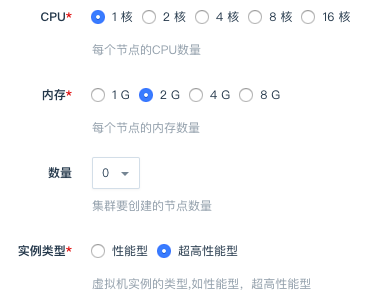 CPU* 1 核 2 核 4 核 8 核 16 核
每个节点的CPU数量
内存* 1 G 2 G 4 G 8 G
每个节点的内存数量
数量 0
集群要创建的节点数量
实例类型* 性能型 超高性能型
虚拟机实例的类型,如性能型，超高性能型